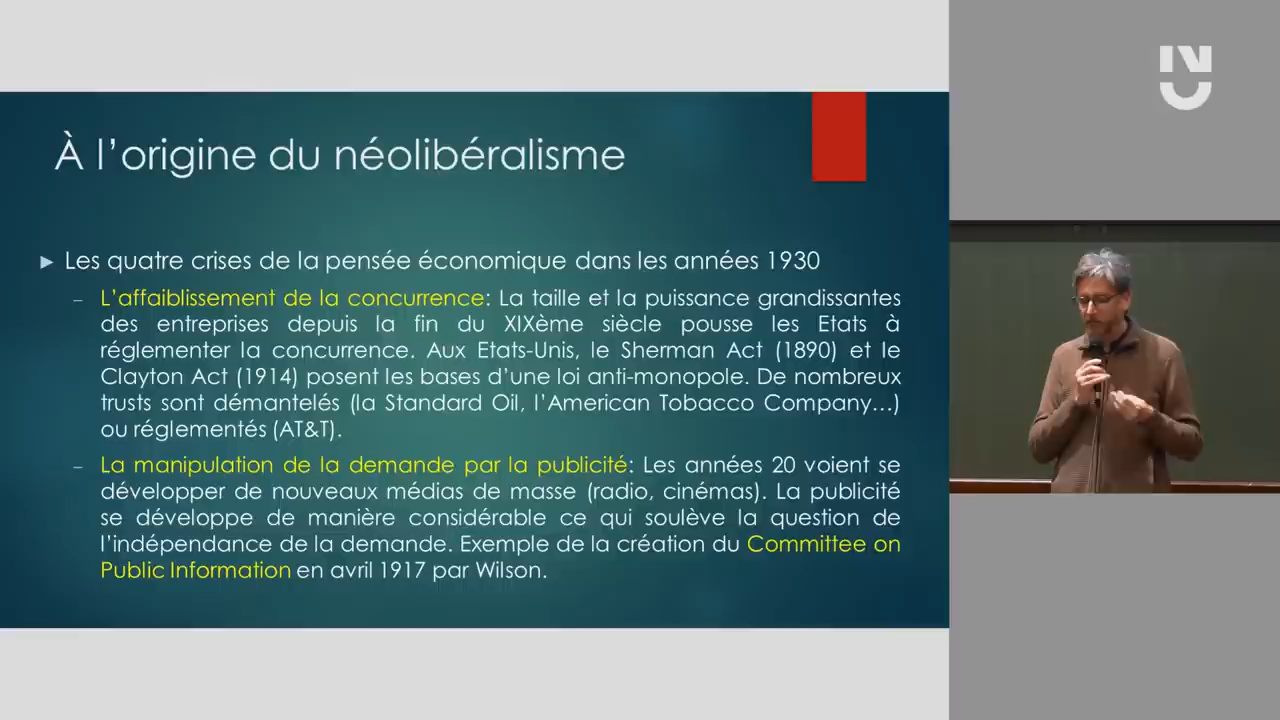 À l’origine du néolibéralisme
Les quatre crises de la pensée économique dans les années 1930
L’affaiblissement de la concurrence: La taille et la puissance grandissantes
des entreprises depuis la fin du XIXème siècle pousse les Etats à
réglementer la concurrence. Aux Etats-Unis, le Sherman Act (1890) et le
Clayton Act (1914) posent les bases d’une loi anti-monopole. De nombreux
trusts sont démantelés (la Standard Oil, l’American Tobacco Company…)
ou réglementés (AT&T).
La manipulation de la demande par la publicité: Les années 20 voient se
développer de nouveaux médias de masse (radio, cinémas). La publicité
se développe de manière considérable ce qui soulève la question de
l’indépendance de la demande. Exemple de la création du Committee on
Public Information en avril 1917 par Wilson.